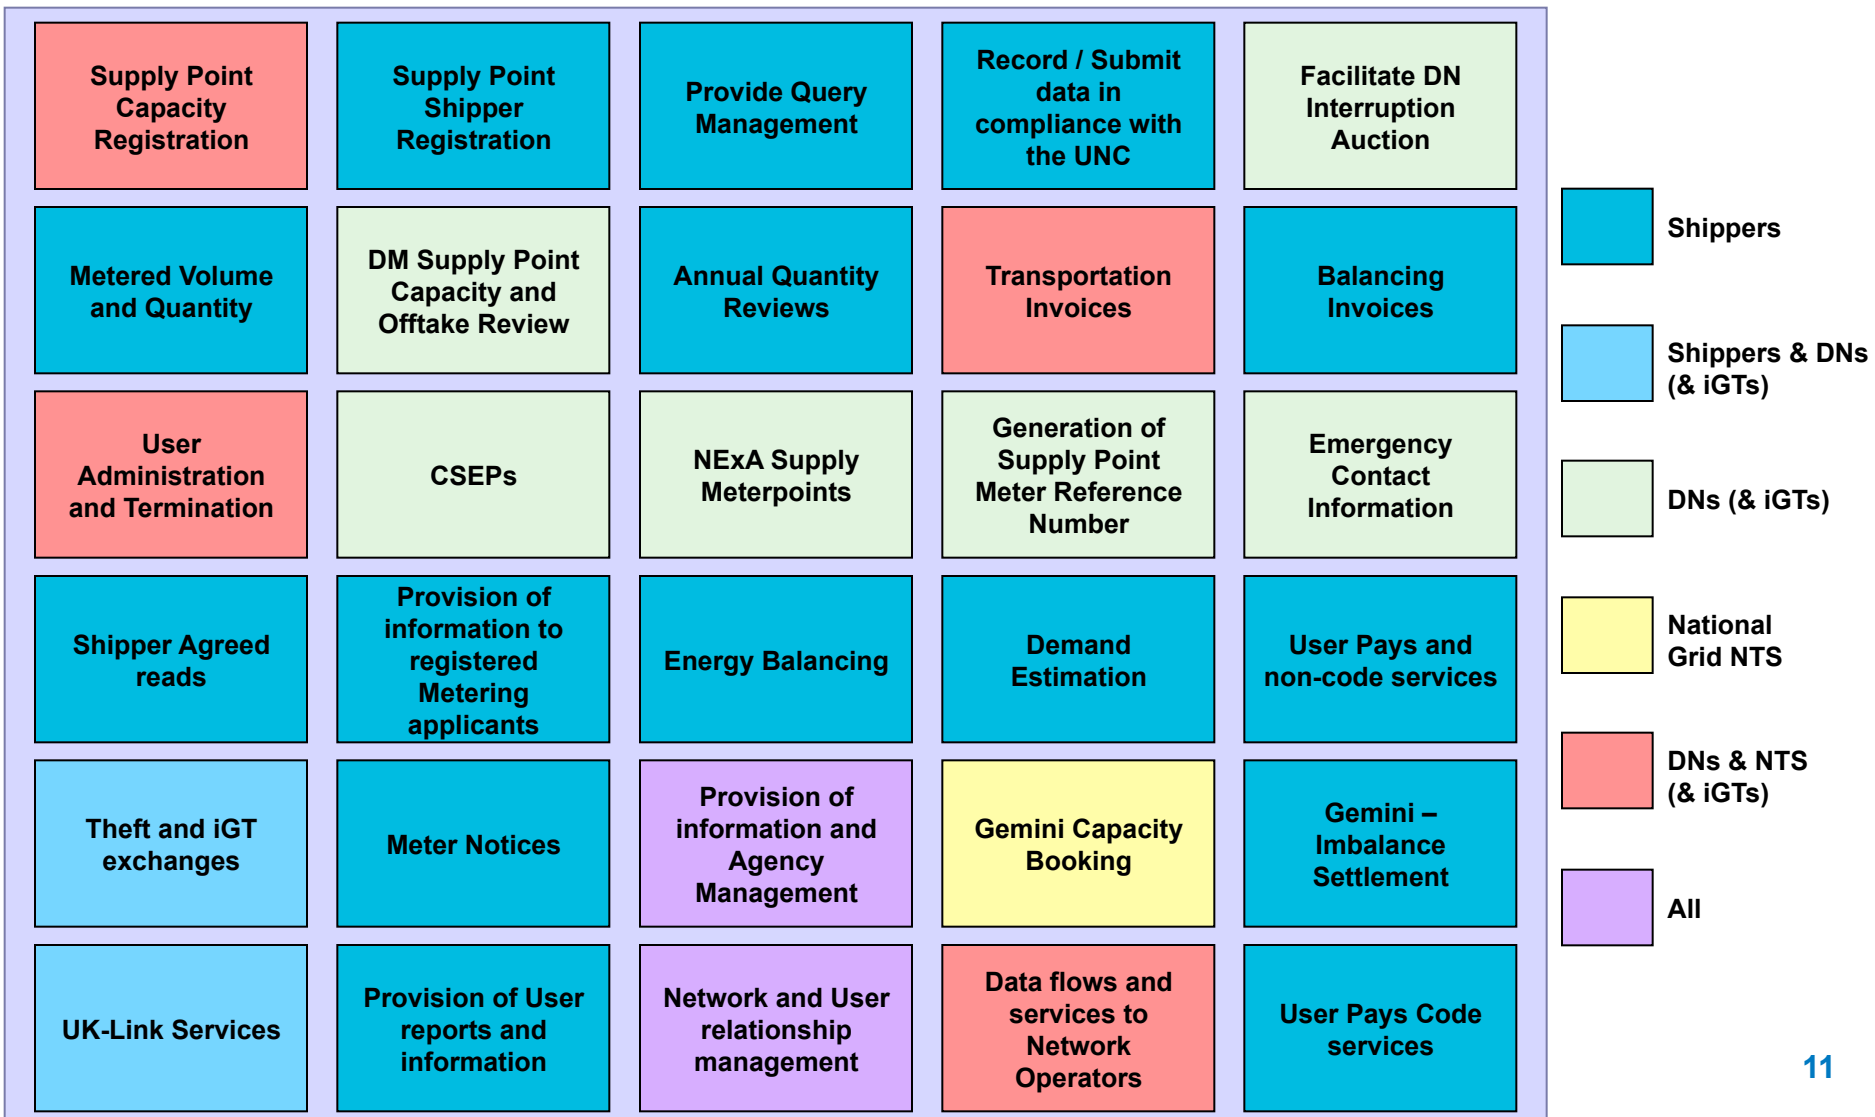 Supply Point
Capacity
Registration
Supply Point
Shipper
Registration
Provide Query
Management
Record / Submit
data in
compliance with
the UNC
Facilitate DN
Interruption
Auction
Metered Volume
and Quantity
DM Supply Point
Capacity and
Offtake Review
Annual Quantity
Reviews
Transportation
Invoices
Balancing
Invoices
User
Administration
and Termination
CSEPs
NExA Supply
Meterpoints
Generation of
Supply Point
Meter Reference
Number
Emergency
Contact
Information
Shipper Agreed
reads
Provision of
information to
registered
Metering
applicants
Energy Balancing
Demand
Estimation
User Pays and
non-code services
Theft and iGT
exchanges
Meter Notices
Provision of
information and
Agency
Management
Gemini Capacity
Booking
Gemini –
Imbalance
Settlement
UK-Link Services
Provision of User
reports and
information
Network and User
relationship
management
Data flows and
services to
Network
Operators
User Pays Code
services
Shippers
Shippers & DNs
(& iGTs)
DNs (& iGTs)
National
Grid NTS
DNs & NTS
(& iGTs)
All
11